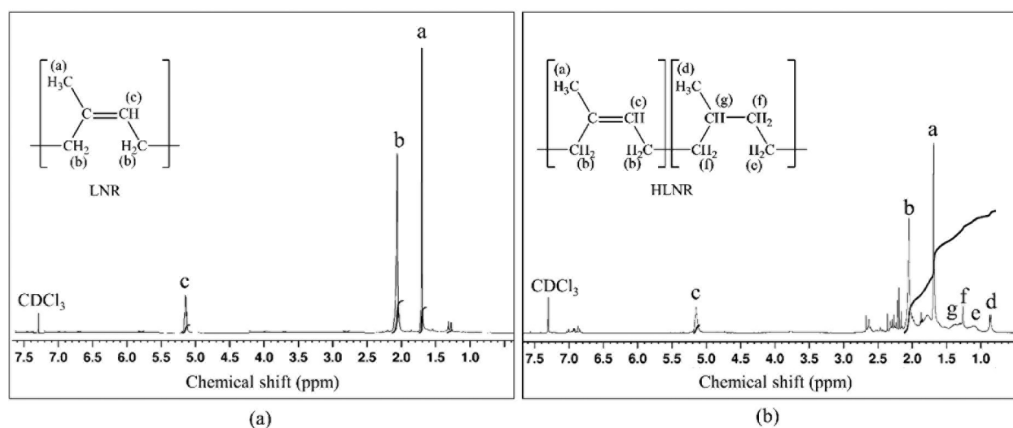 a
(a)
H₃C
(c)
CH
CH₂
H₂C
(b)
(b)
LNR
b
c
CDCl₃
7.5 7.0 6.5 6.0 5.5 5.0 4.5 4.0 3.5 3.0 2.5 2.0 1.5 1.0
Chemical shift (ppm)
(a)
(a)
(d)
H₃C
(c)
H₃C
(g)
(f)
CH
CH
CH₂
CH₂
H₂C
CH₂
H₂C
(b)
(b)
(f)
(e)
HLNR
a
b
CDCl₃
c
g
f
e
d
7.5 7.0 6.5 6.0 5.5 5.0 4.5 4.0 3.5 3.0 2.5 2.0 1.5 1.0
Chemical shift (ppm)
(b)